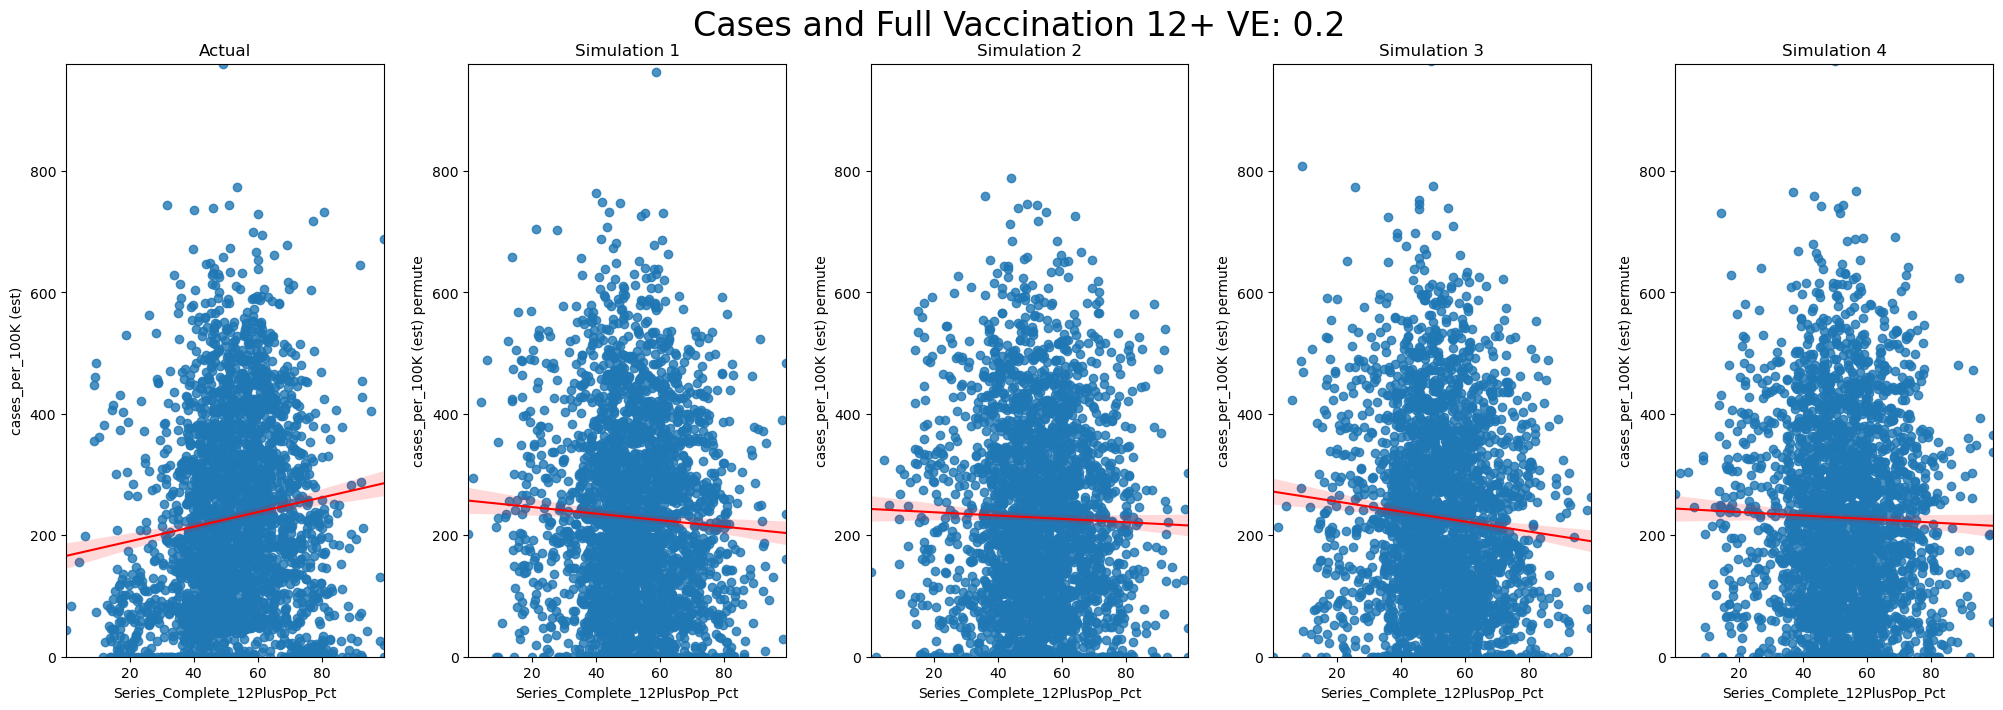 Cases and Full Vaccination 12+ VE: 0.2
Actual
cases_per_100K (est)
800
600
400
200
0
20 40 60 80
Series_Complete_12PlusPop_Pct
Simulation 1
cases_per_100K (est) permute
800
600
400
200
0
20 40 60 80
Series_Complete_12PlusPop_Pct
Simulation 2
cases_per_100K (est) permute
800
600
400
200
0
20 40 60 80
Series_Complete_12PlusPop_Pct
Simulation 3
cases_per_100K (est) permute
800
600
400
200
0
20 40 60 80
Series_Complete_12PlusPop_Pct
Simulation 4
cases_per_100K (est) permute
800
600
400
200
0
20 40 60 80
Series_Complete_12PlusPop_Pct